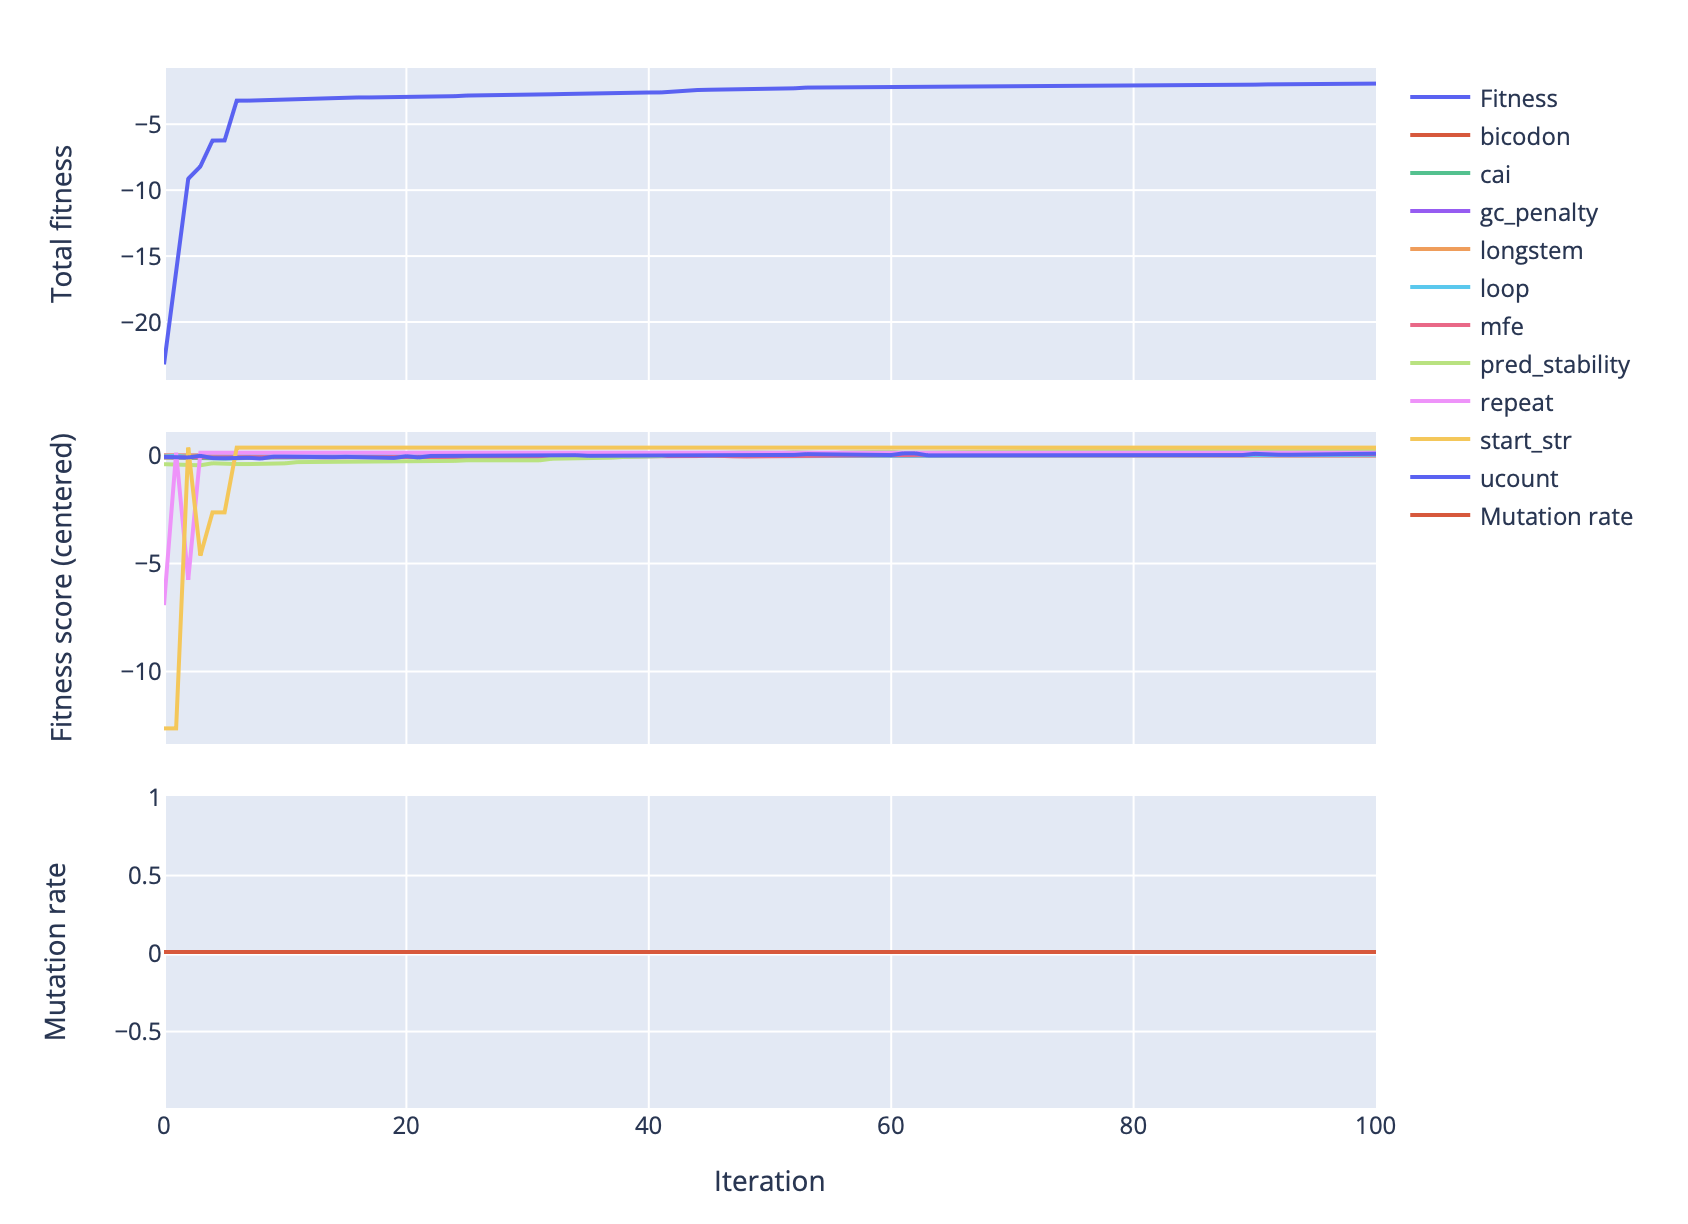 Total fitness
−5
−10
−15
−20
Fitness score (centered)
0
−5
−10
Mutation rate
1
0.5
0
−0.5
0 20 40 60 80 100
Iteration
Fitness
bicodon
cai
gc_penalty
longstem
loop
mfe
pred_stability
repeat
start_str
ucount
Mutation rate